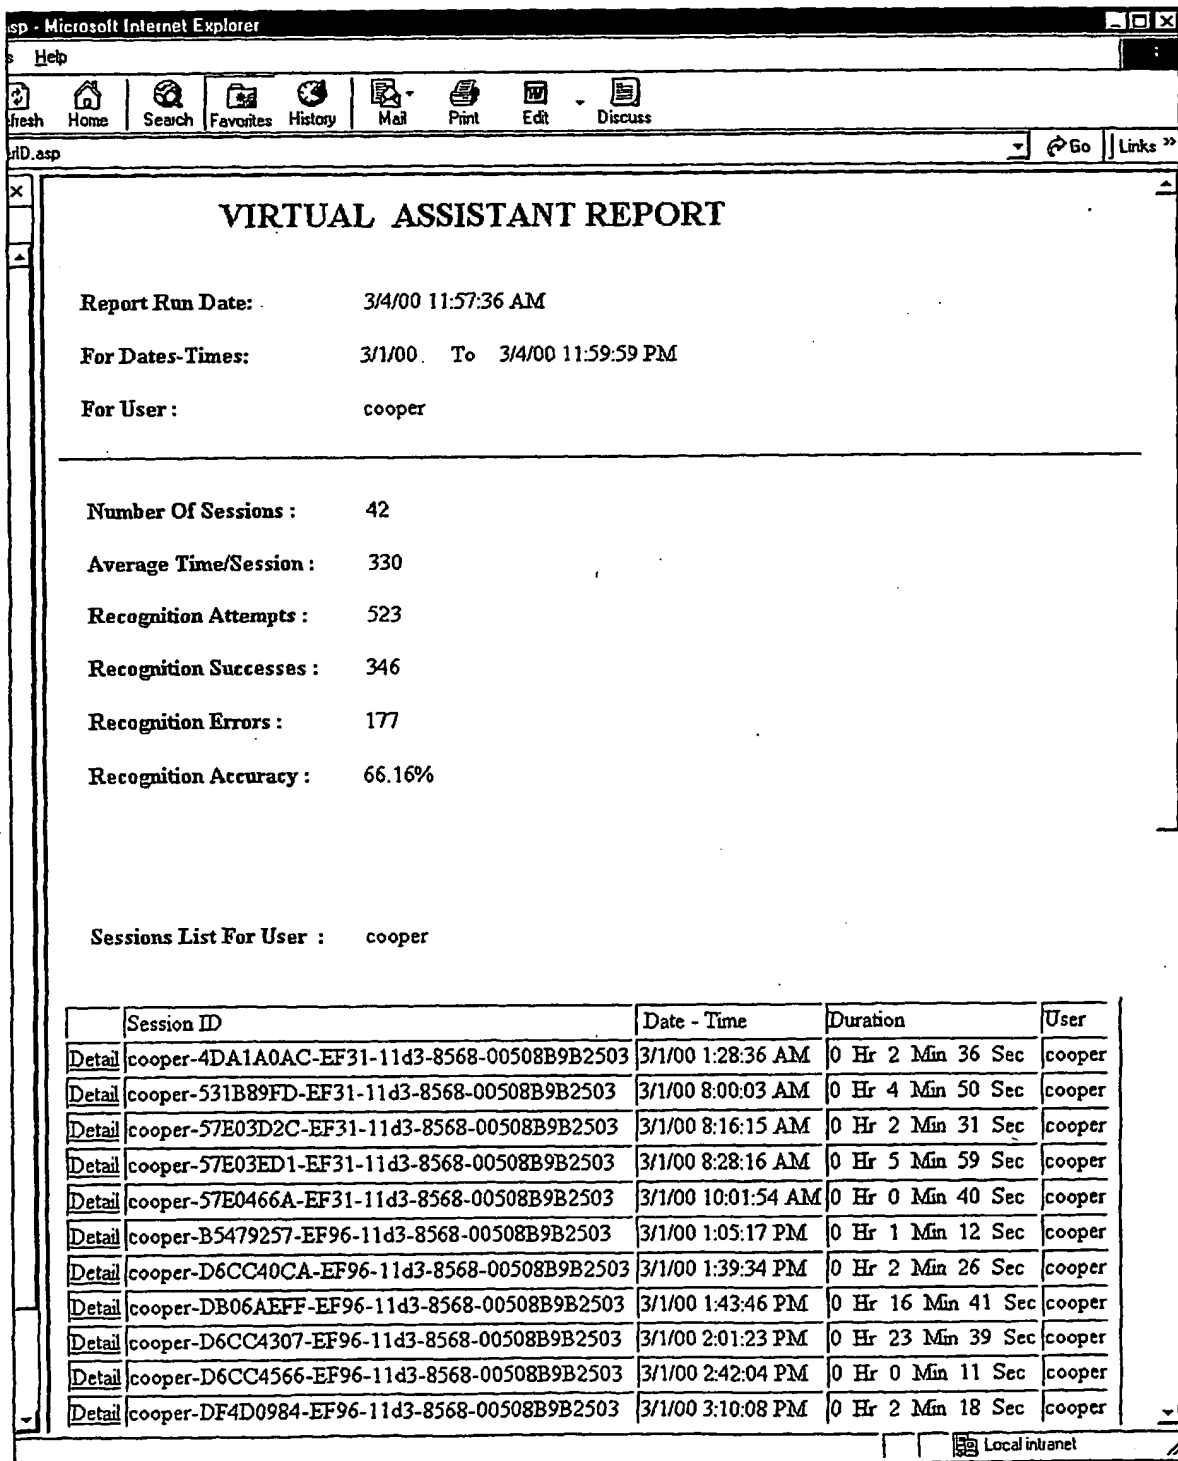 sp - Microsoft Internet Explorer
s Help
fresh Home Search Favorites History Mail Print Edit Discuss
rID.asp Go Links »
VIRTUAL ASSISTANT REPORT
Report Run Date: 3/4/00 11:57:36 AM
For Dates-Times: 3/1/00 To 3/4/00 11:59:59 PM
For User : cooper
Number Of Sessions : 42
Average Time/Session : 330
Recognition Attempts : 523
Recognition Successes : 346
Recognition Errors : 177
Recognition Accuracy : 66.16%
Sessions List For User : cooper
Session ID Date - Time Duration User
Detail cooper-4DA1A0AC-EF31-11d3-8568-00508B9B2503 3/1/00 1:28:36 AM 0 Hr 2 Min 36 Sec cooper
Detail cooper-531B89FD-EF31-11d3-8568-00508B9B2503 3/1/00 8:00:03 AM 0 Hr 4 Min 50 Sec cooper
Detail cooper-57E03D2C-EF31-11d3-8568-00508B9B2503 3/1/00 8:16:15 AM 0 Hr 2 Min 31 Sec cooper
Detail cooper-57E03ED1-EF31-11d3-8568-00508B9B2503 3/1/00 8:28:16 AM 0 Hr 5 Min 59 Sec cooper
Detail cooper-57E0466A-EF31-11d3-8568-00508B9B2503 3/1/00 10:01:54 AM 0 Hr 0 Min 40 Sec cooper
Detail cooper-B5479257-EF96-11d3-8568-00508B9B2503 3/1/00 1:05:17 PM 0 Hr 1 Min 12 Sec cooper
Detail cooper-D6CC40CA-EF96-11d3-8568-00508B9B2503 3/1/00 1:39:34 PM 0 Hr 2 Min 26 Sec cooper
Detail cooper-DB06AEFF-EF96-11d3-8568-00508B9B2503 3/1/00 1:43:46 PM 0 Hr 16 Min 41 Sec cooper
Detail cooper-D6CC4307-EF96-11d3-8568-00508B9B2503 3/1/00 2:01:23 PM 0 Hr 23 Min 39 Sec cooper
Detail cooper-D6CC4566-EF96-11d3-8568-00508B9B2503 3/1/00 2:42:04 PM 0 Hr 0 Min 11 Sec cooper
Detail cooper-DF4D0984-EF96-11d3-8568-00508B9B2503 3/1/00 3:10:08 PM 0 Hr 2 Min 18 Sec cooper
Local intranet